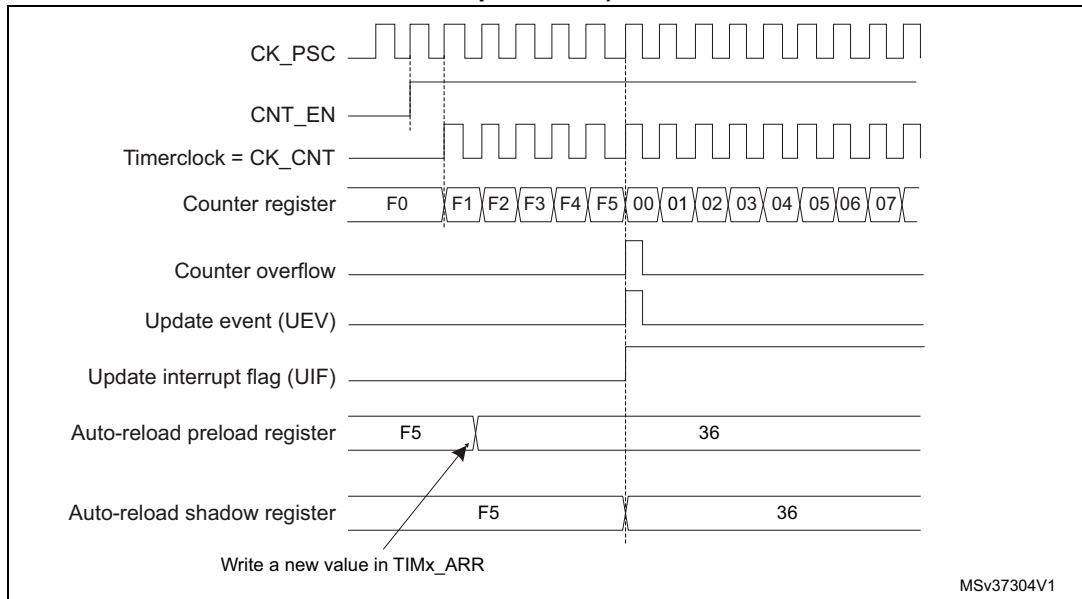 CK_PSC
CNT_EN
Timerclock = CK_CNT
Counter register F0 F1 F2 F3 F4 F5 00 01 02 03 04 05 06 07
Counter overflow
Update event (UEV)
Update interrupt flag (UIF)
Auto-reload preload register F5 36
Auto-reload shadow register F5 36
Write a new value in TIMx_ARR
MSv37304V1